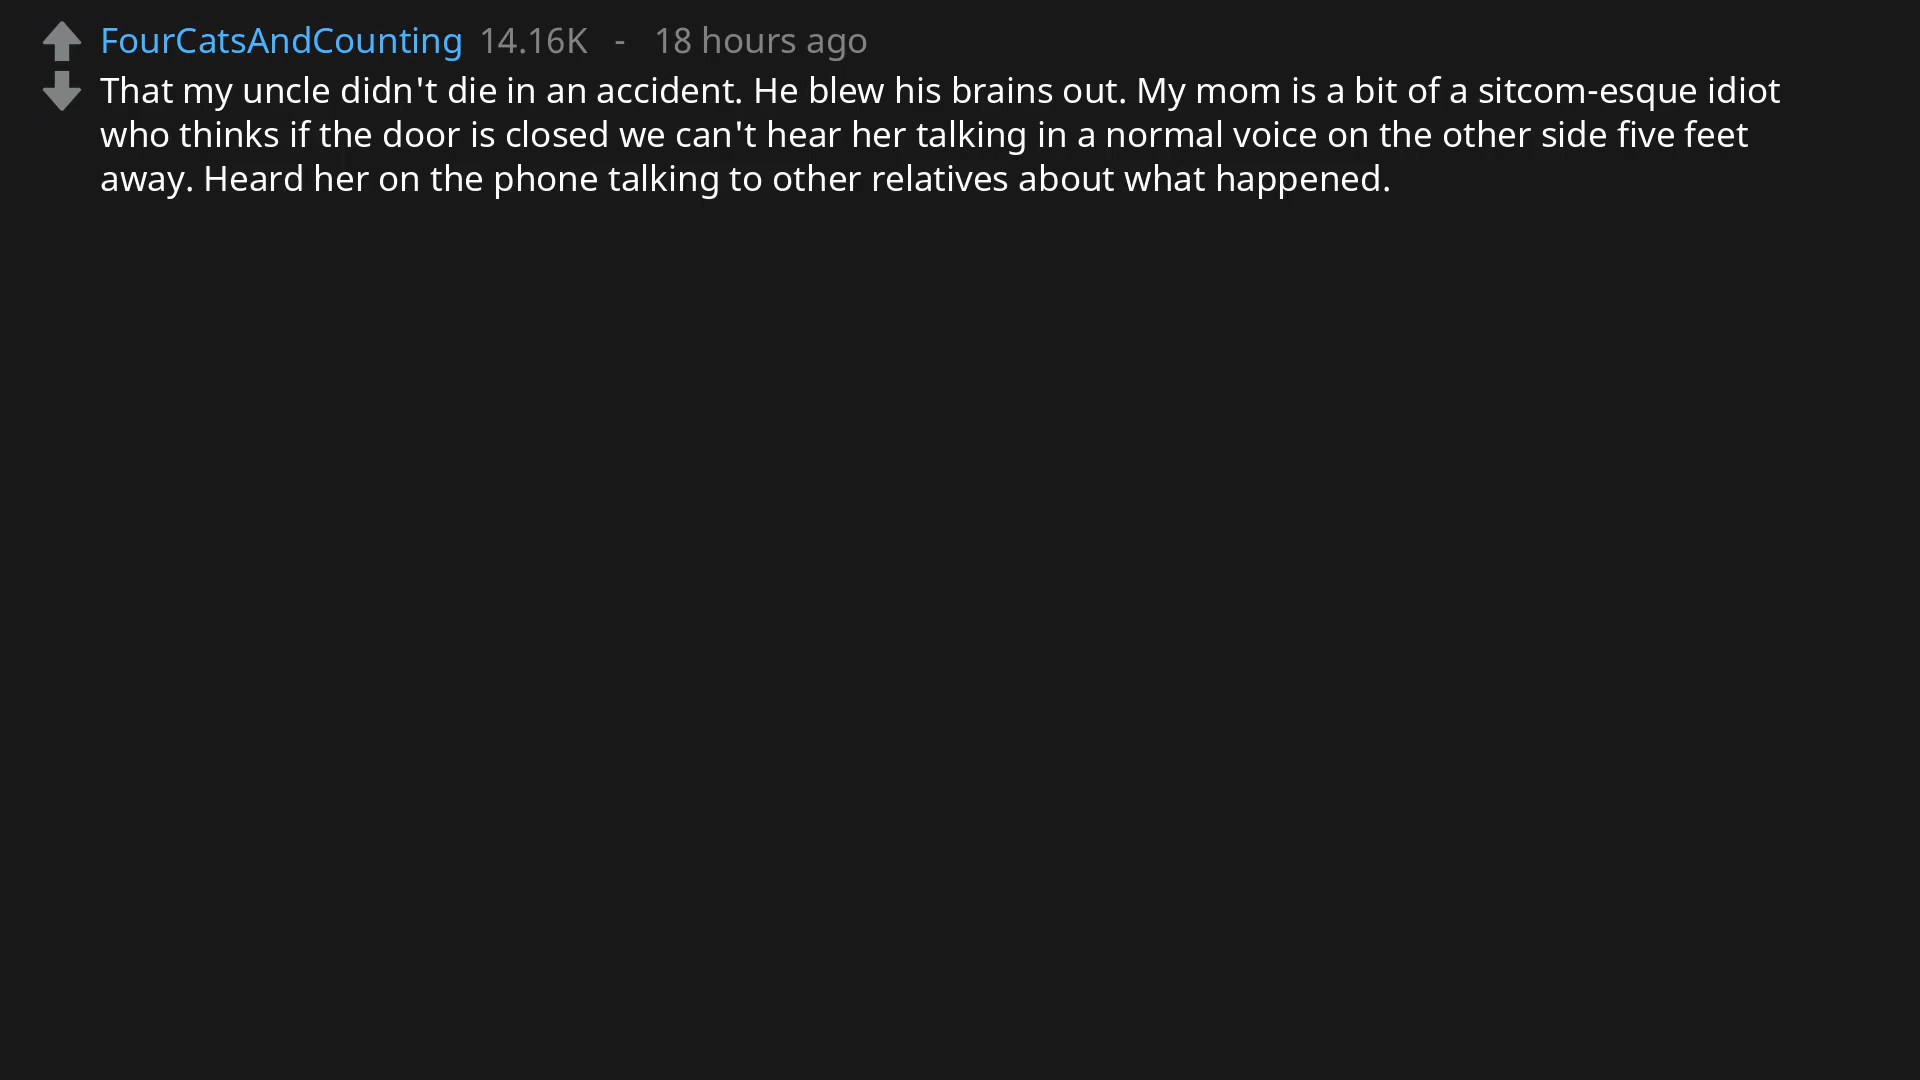 FourCatsAndCounting 14.16K - 18 hours ago
That my uncle didn't die in an accident. He blew his brains out. My mom is a bit of a sitcom-esque idiot
who thinks if the door is closed we can't hear her talking in a normal voice on the other side five feet
away. Heard her on the phone talking to other relatives about what happened.